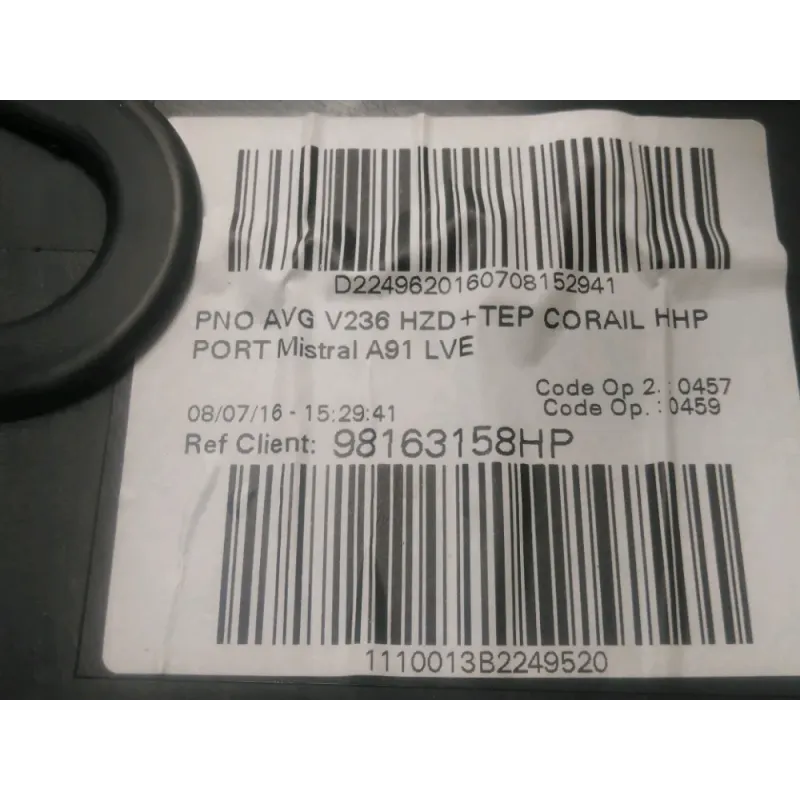 D2249620160708152941
PNO AVG V236 HZD+TEP CORAIL HHP
PORT Mistral A91 LVE
Code Op 2. : 0457
08/07/16 - 15:29:41 Code Op. : 0459
Ref Client: 98163158HP
1110013B2249520